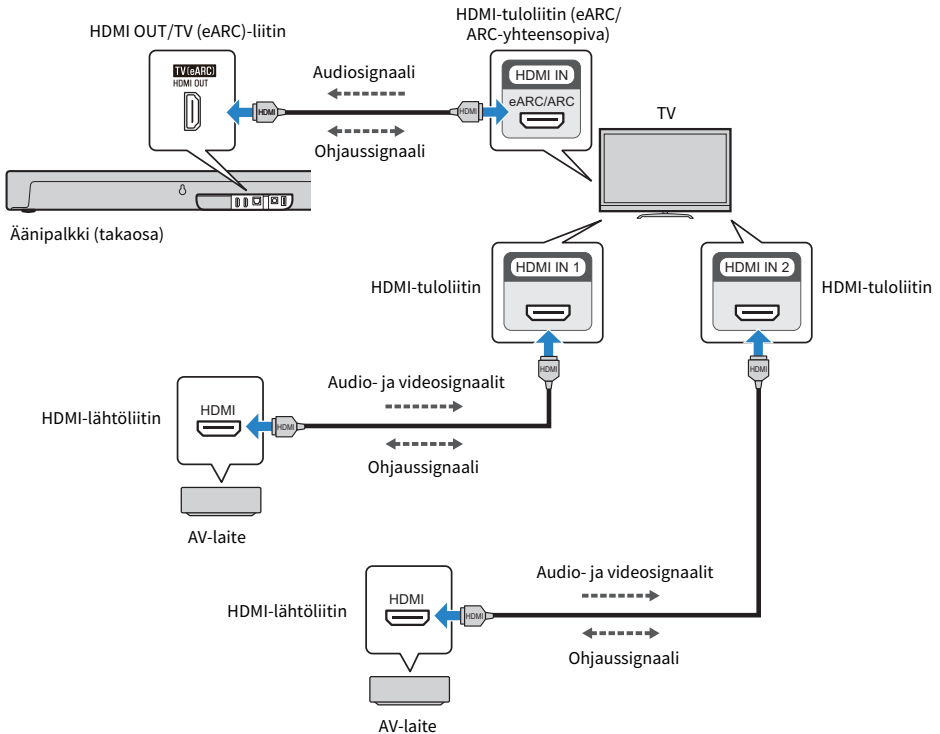 HDMI OUT/TV (eARC)-liitin
TV (eARC)
HDMI OUT
HDMI-tuloliitin (eARC/
ARC-yhteensopiva)
HDMI IN
eARC/ARC
Audiosignaali
HDMI
HDMI
Ohjaussignaali
TV
Äänipalkki (takaosa)
HDMI-tuloliitin
HDMI IN 1
HDMI IN 2
HDMI-tuloliitin
HDMI
HDMI
HDMI-lähtöliitin
HDMI
HDMI
Audio- ja videosignaalit
Ohjaussignaali
AV-laite
HDMI-lähtöliitin
HDMI
HDMI
Audio- ja videosignaalit
Ohjaussignaali
AV-laite